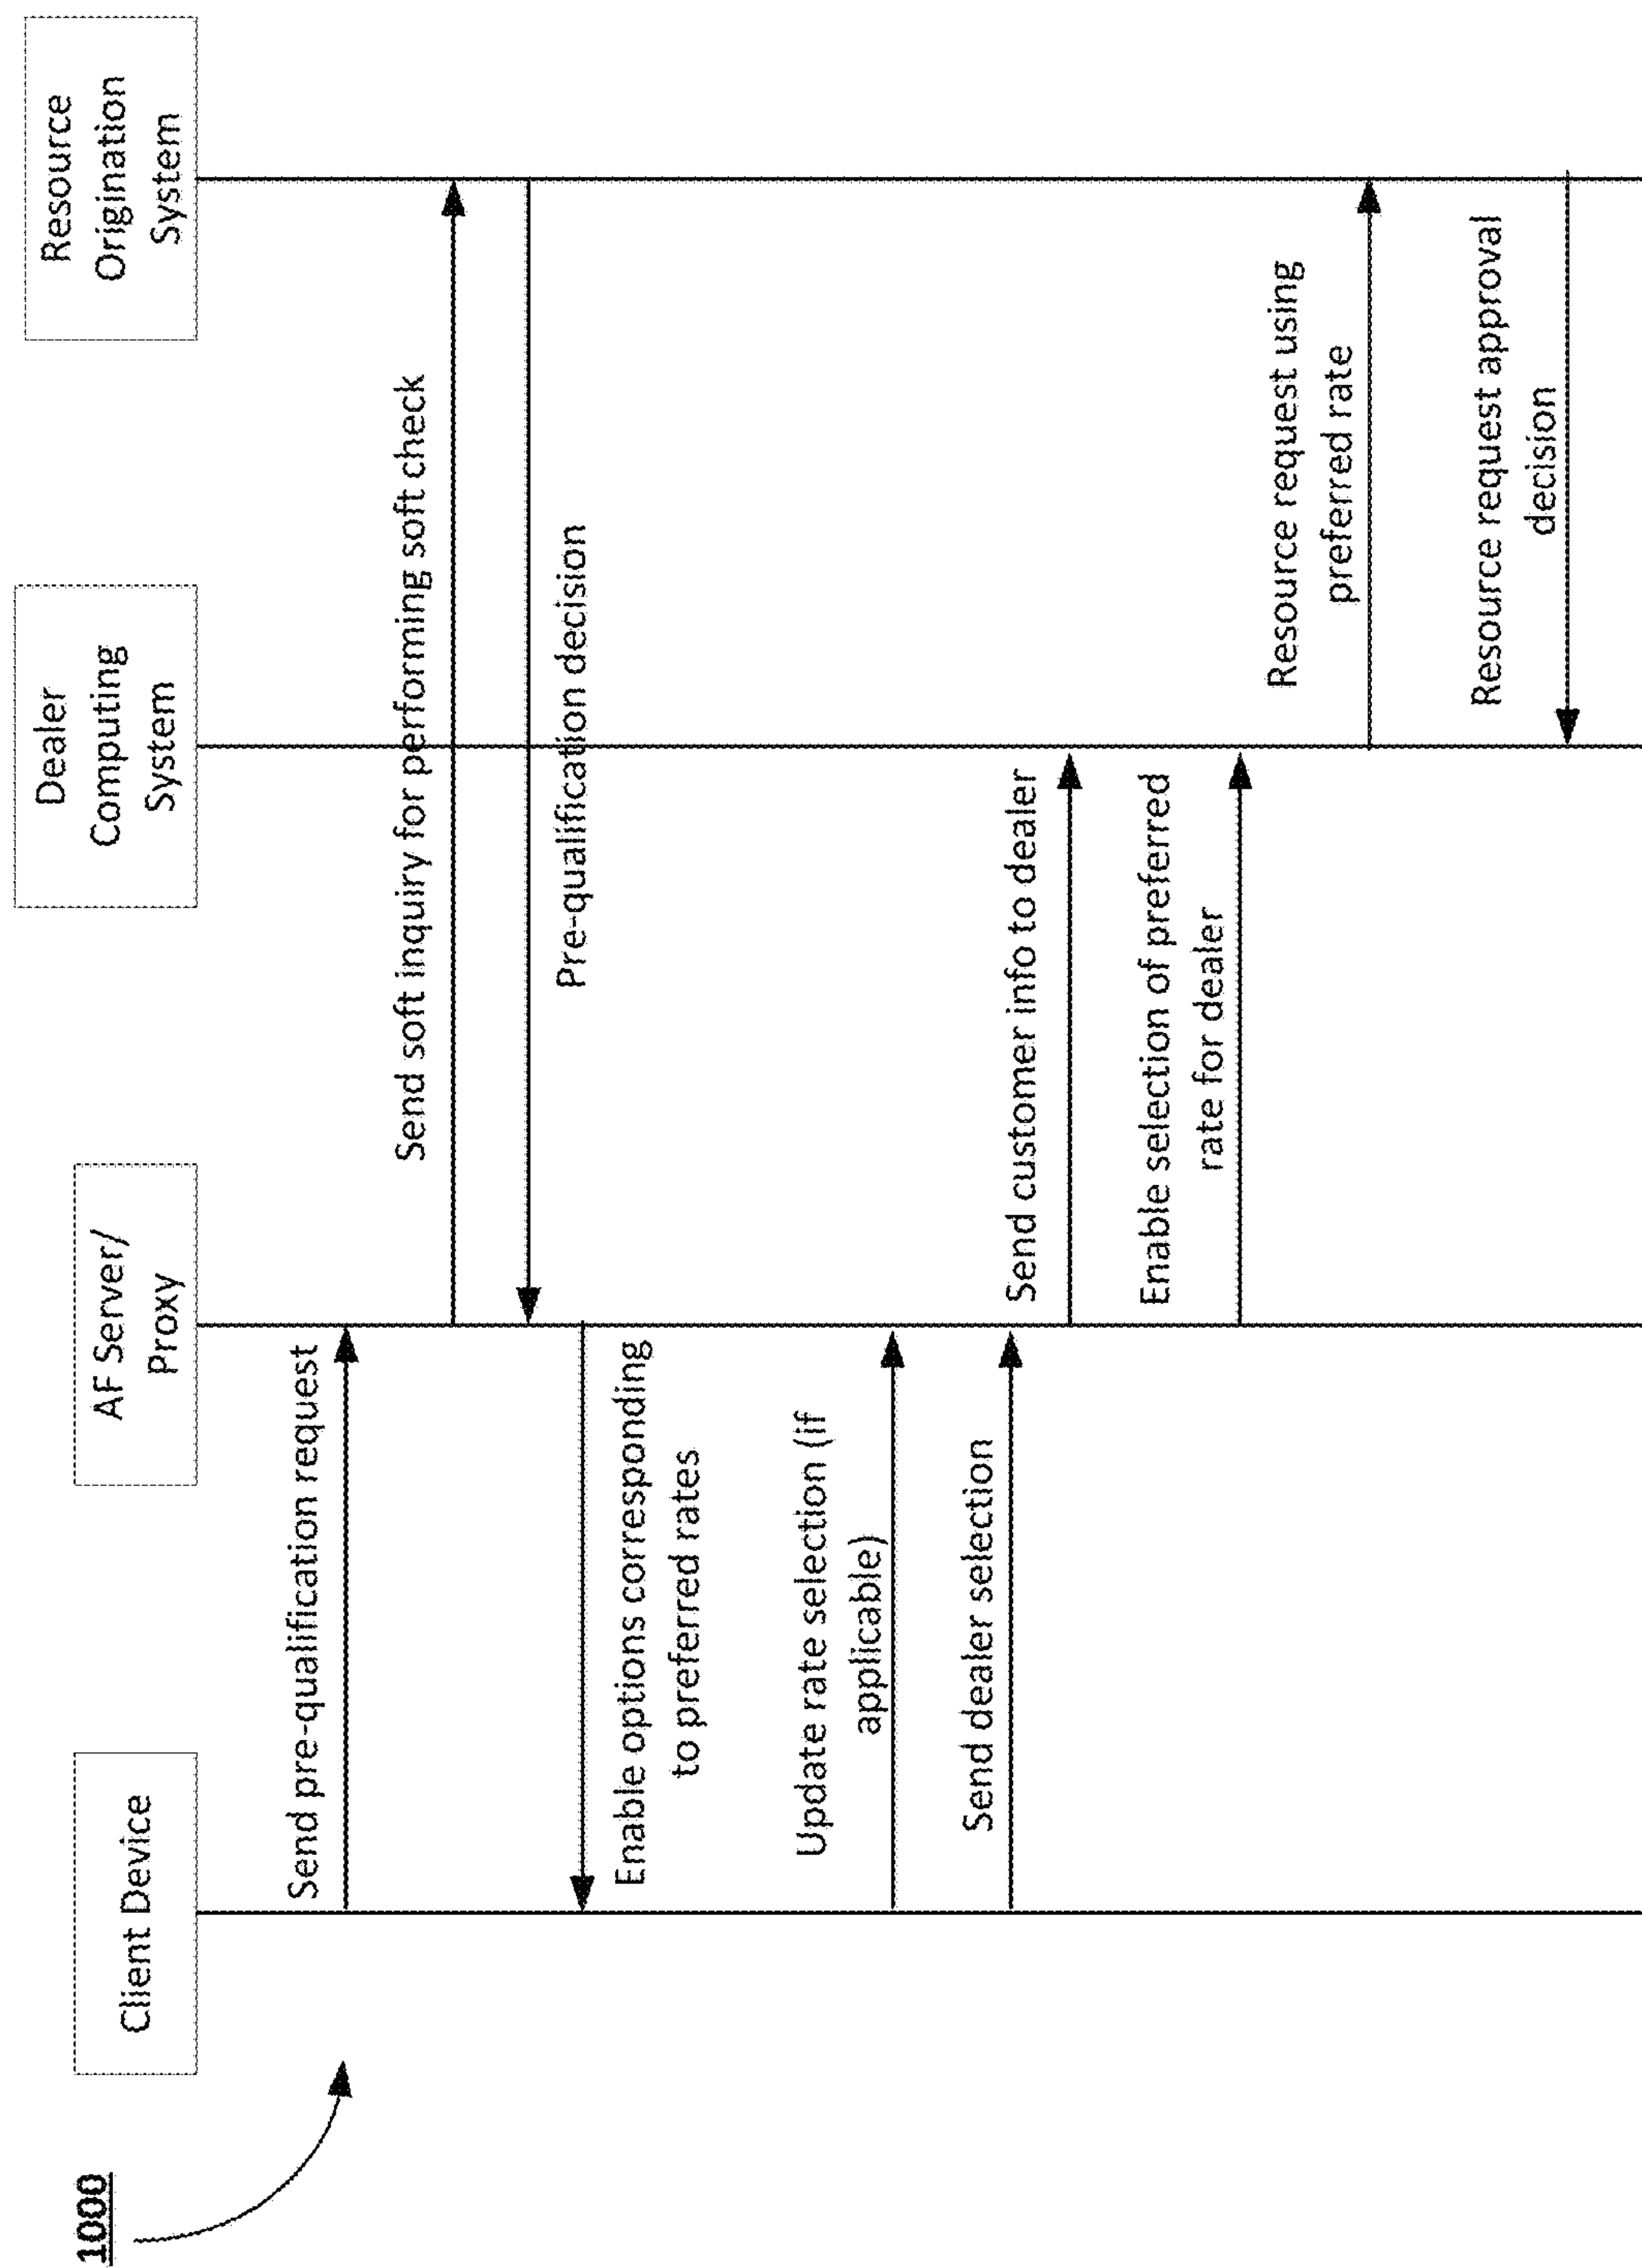 1000
Client Device
AF Server/
Proxy
Dealer
Computing
System
Resource
Origination
System
Send pre-qualification request
Send soft inquiry for performing soft check
Pre-qualification decision
Enable options corresponding
to preferred rates
Update rate selection (if
applicable)
Send dealer selection
Send customer info to dealer
Enable selection of preferred
rate for dealer
Resource request using
preferred rate
Resource request approval
decision